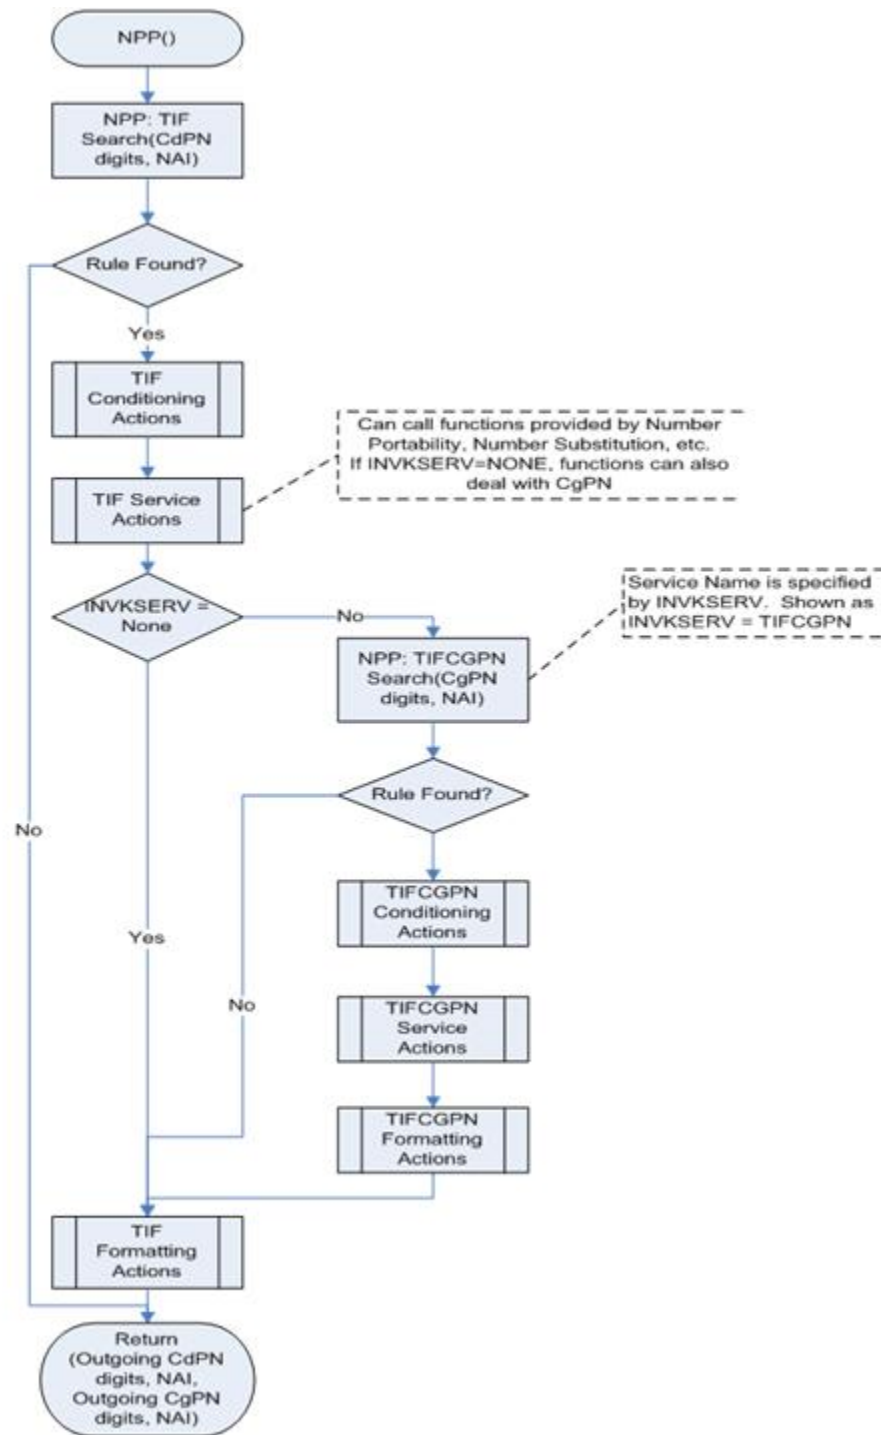 NPP()
NPP: TIF
Search(CdPN
digits, NAI)
Rule Found?
Yes
TIF
Conditioning
Actions
Can call functions provided by Number
Portability, Number Substitution, etc.
If INVKSERV=NONE, functions can also
deal with CgPN
TIF Service
Actions
INVKSERV =
None
No
Service Name is specified
by INVKSERV. Shown as
INVKSERV = TIFCGPN
NPP: TIFCGPN
Search(CgPN
digits, NAI)
Rule Found?
No
TIFCGPN
Conditioning
Actions
Yes
No
TIFCGPN
Service
Actions
TIFCGPN
Formatting
Actions
TIF
Formatting
Actions
Return
(Outgoing CdPN
digits, NAI,
Outgoing CgPN
digits, NAI)